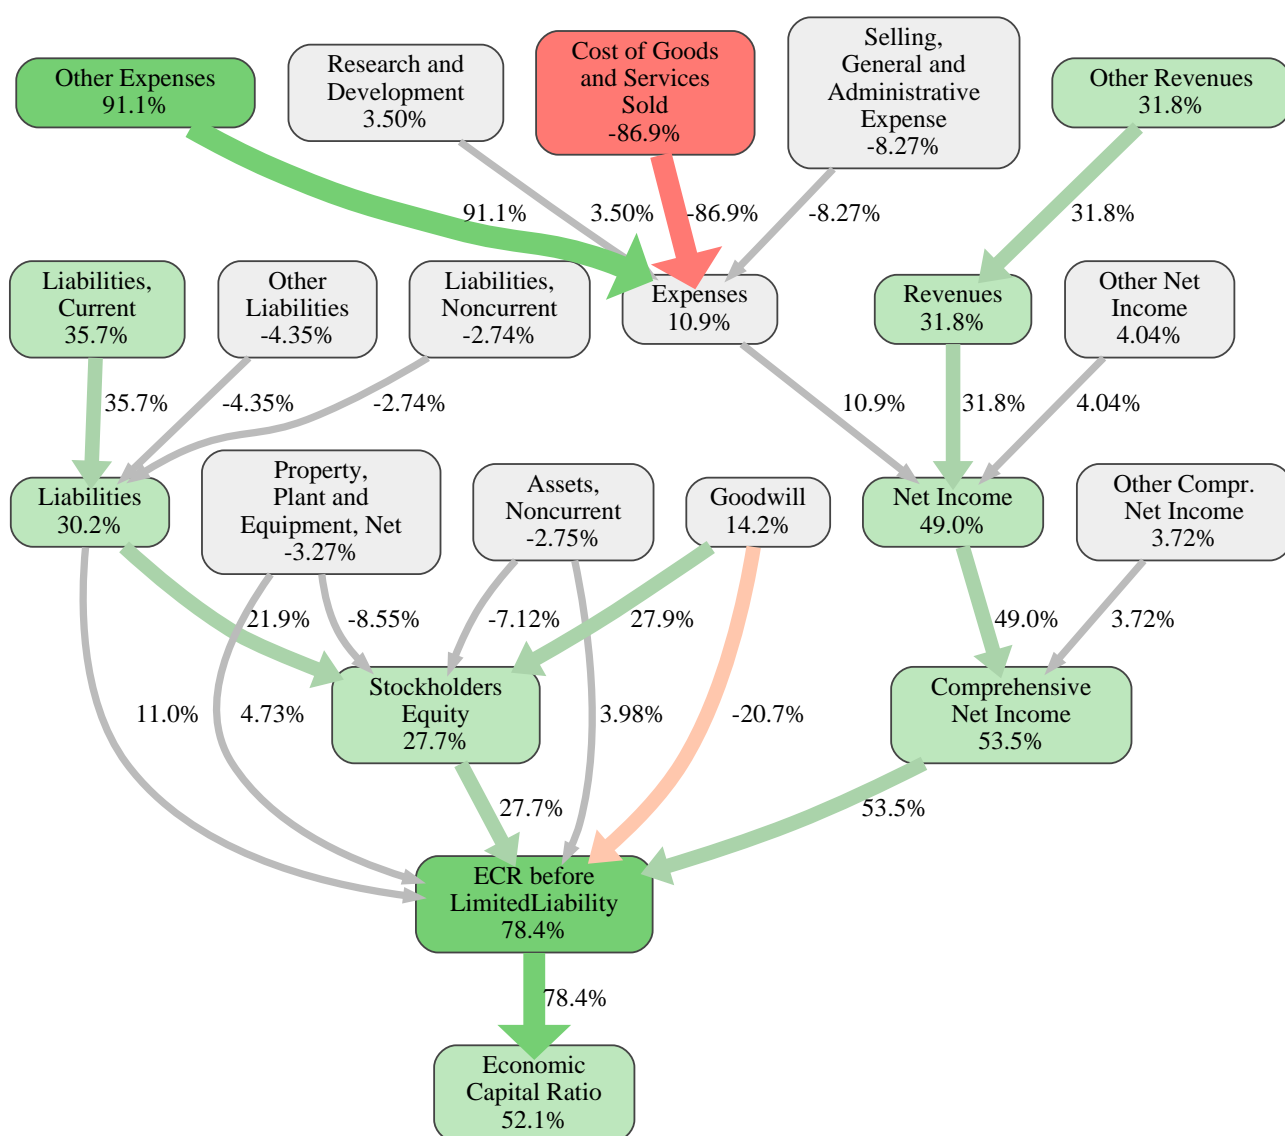 Other Expenses
91.1%
Research and
Development
3.50%
Cost of Goods
and Services
Sold
-86.9%
Selling,
General and
Administrative
Expense
-8.27%
Other Revenues
31.8%
91.1%
3.50%
-86.9%
-8.27%
31.8%
Liabilities,
Current
35.7%
Other
Liabilities
-4.35%
Liabilities,
Noncurrent
-2.74%
Expenses
10.9%
Revenues
31.8%
Other Net
Income
4.04%
35.7%
-4.35%
-2.74%
10.9%
31.8%
4.04%
Liabilities
30.2%
Property,
Plant and
Equipment, Net
-3.27%
Assets,
Noncurrent
-2.75%
Goodwill
14.2%
Net Income
49.0%
Other Compr.
Net Income
3.72%
21.9%
-8.55%
-7.12%
27.9%
49.0%
3.72%
Stockholders
Equity
27.7%
Comprehensive
Net Income
53.5%
11.0%
4.73%
3.98%
-20.7%
27.7%
53.5%
ECR before
LimitedLiability
78.4%
78.4%
Economic
Capital Ratio
52.1%